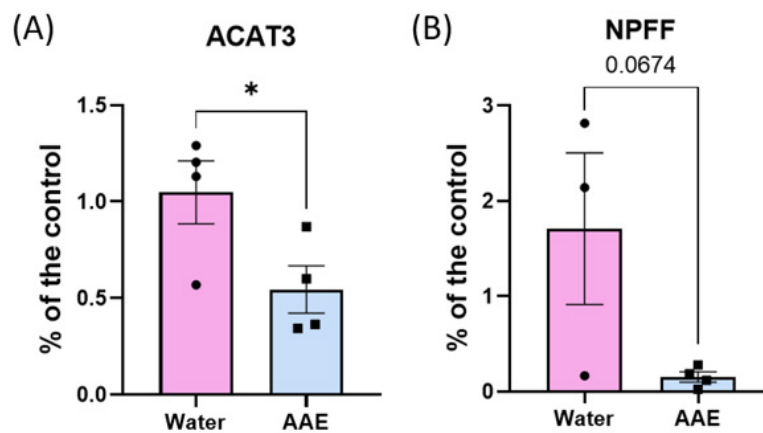 (A)
ACAT3
*
% of the control
1.5
1.0
0.5
0.0
Water
AAE
(B)
NPFF
0.0674
% of the control
3
2
1
0
Water
AAE